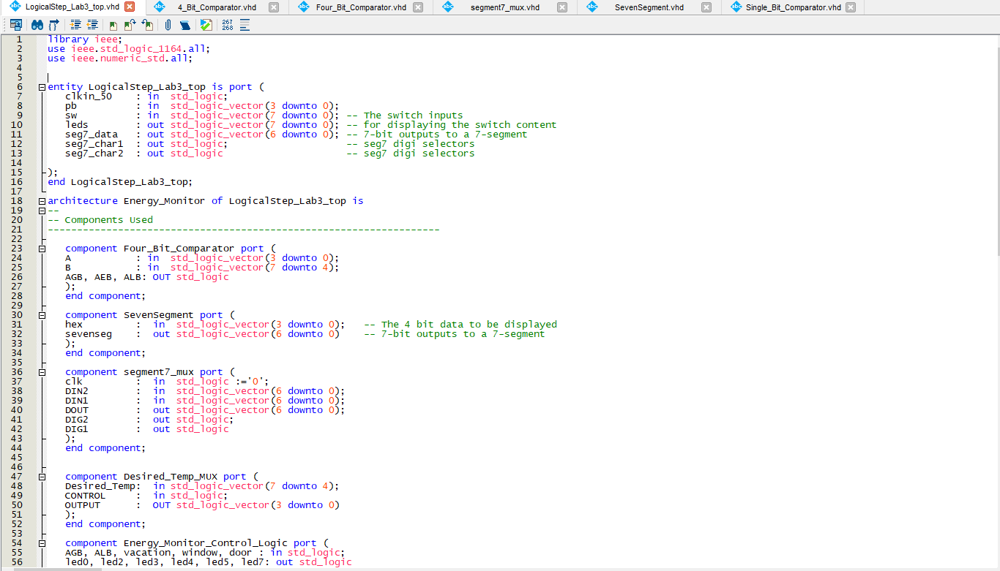 LogicalStep_Lab3_top.vhd 4_Bit_Comparator.vhd Four_Bit_Comparator.vhd segment7_mux.vhd SevenSegment.vhd Single_Bit_Comparator.vhd
267
268
1 library ieee;
2 use ieee.std_logic_1164.all;
3 use ieee.numeric_std.all;
4
5
6 entity LogicalStep_Lab3_top is port (
7 clkin_50 : in std_logic;
8 pb : in std_logic_vector(3 downto 0);
9 sw : in std_logic_vector(7 downto 0); -- The switch inputs
10 leds : out std_logic_vector(7 downto 0); -- for displaying the switch content
11 seg7_data : out std_logic_vector(6 downto 0); -- 7-bit outputs to a 7-segment
12 seg7_char1 : out std_logic; -- seg7 digi selectors
13 seg7_char2 : out std_logic -- seg7 digi selectors
14
15 );
16 end LogicalStep_Lab3_top;
17
18 architecture Energy_Monitor of LogicalStep_Lab3_top is
19 --
20 -- Components Used
21 -------------------------------------------------------------------
22
23 component Four_Bit_Comparator port (
24 A : in std_logic_vector(3 downto 0);
25 B : in std_logic_vector(7 downto 4);
26 AGB, AEB, ALB: OUT std_logic
27 );
28 end component;
29
30 component SevenSegment port (
31 hex : in std_logic_vector(3 downto 0); -- The 4 bit data to be displayed
32 sevenseg : out std_logic_vector(6 downto 0) -- 7-bit outputs to a 7-segment
33 );
34 end component;
35
36 component segment7_mux port (
37 clk : in std_logic :='0';
38 DIN2 : in std_logic_vector(6 downto 0);
39 DIN1 : in std_logic_vector(6 downto 0);
40 DOUT : out std_logic_vector(6 downto 0);
41 DIG2 : out std_logic;
42 DIG1 : out std_logic
43 );
44 end component;
45
46
47 component Desired_Temp_MUX port (
48 Desired_Temp: in std_logic_vector(7 downto 4);
49 CONTROL : in std_logic;
50 OUTPUT : OUT std_logic_vector(3 downto 0)
51 );
52 end component;
53
54 component Energy_Monitor_Control_Logic port (
55 AGB, ALB, vacation, window, door : in std_logic;
56 led0, led2, led3, led4, led5, led7: out std_logic